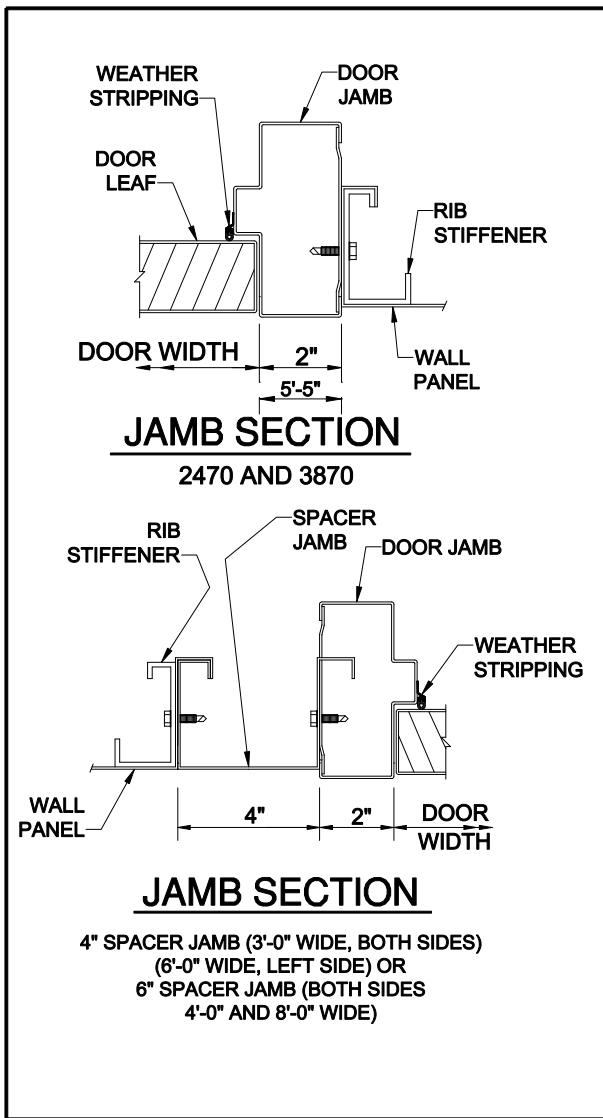 WEATHER
STRIPPING
DOOR
JAMB
DOOR
LEAF
RIB
STIFFENER
DOOR WIDTH
2"
WALL
PANEL
5'-5"
JAMB SECTION
2470 AND 3870
RIB
STIFFENER
SPACER
JAMB
DOOR JAMB
WEATHER
STRIPPING
WALL
PANEL
4"
2"
DOOR
WIDTH
JAMB SECTION
4" SPACER JAMB (3'-0" WIDE, BOTH SIDES)
(6'-0" WIDE, LEFT SIDE) OR
6" SPACER JAMB (BOTH SIDES
4'-0" AND 8'-0" WIDE)